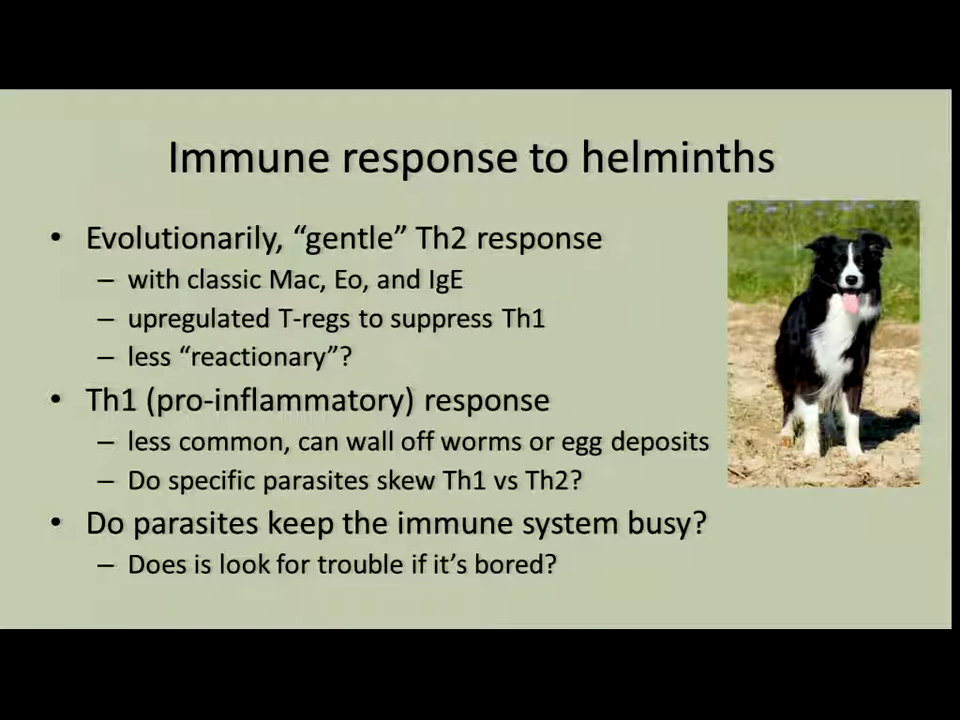 Immune response to helminths
• Evolutionarily, “gentle” Th2 response
– with classic Mac, Eo, and IgE
– upregulated T-regs to suppress Th1
– less “reactionary”?
• Th1 (pro-inflammatory) response
– less common, can wall off worms or egg deposits
– Do specific parasites skew Th1 vs Th2?
• Do parasites keep the immune system busy?
– Does is look for trouble if it’s bored?